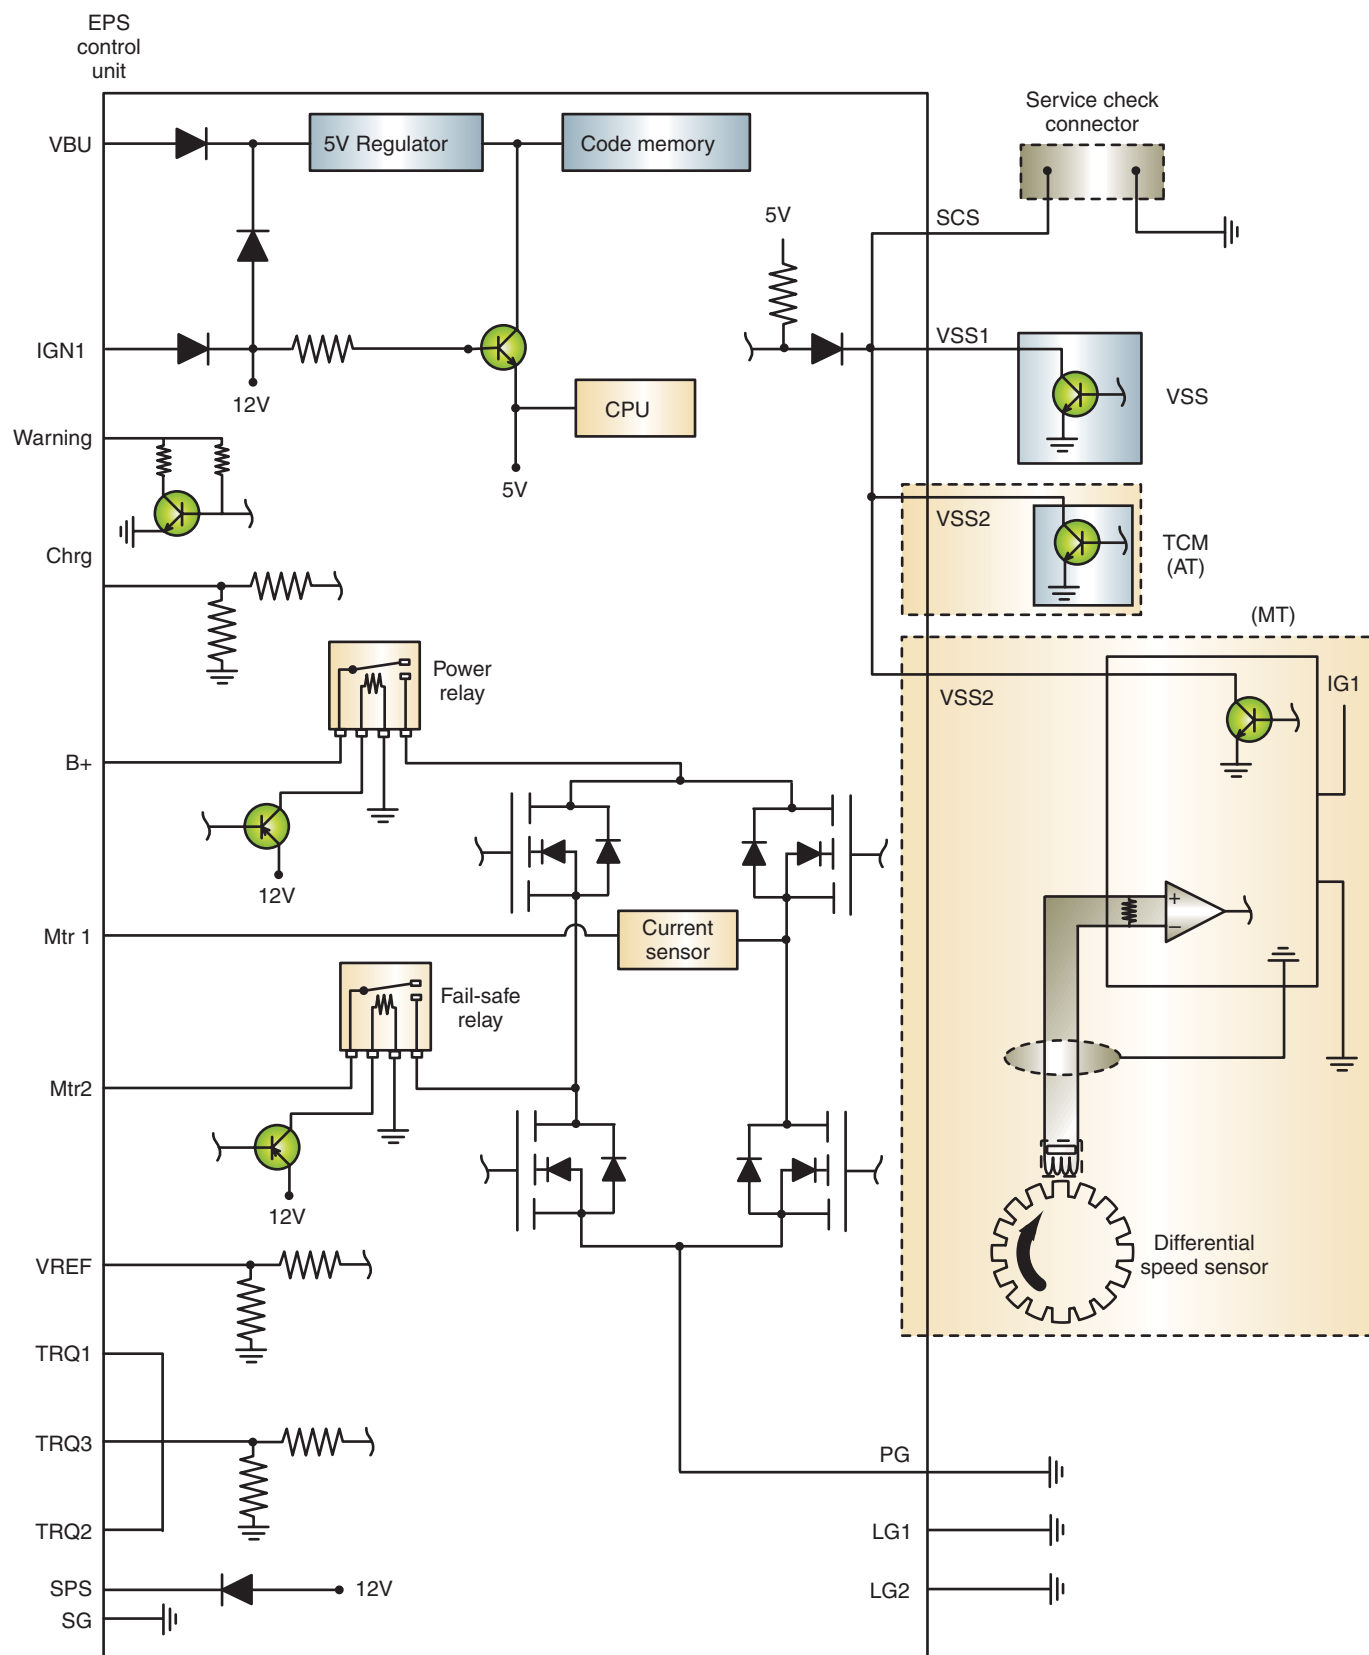 EPS
control
unit
VBU
5V Regulator
Code memory
Service check
connector
5V
SCS
IGN1
12V
VSS1
VSS
CPU
5V
Warning
VSS2
TCM
(AT)
Chrg
(MT)
Power
relay
VSS2
IG1
B+
12V
Mtr 1
Current
sensor
+
–
Fail-safe
relay
Mtr2
12V
VREF
Differential
speed sensor
TRQ1
TRQ3
PG
TRQ2
LG1
SPS
12V
LG2
SG